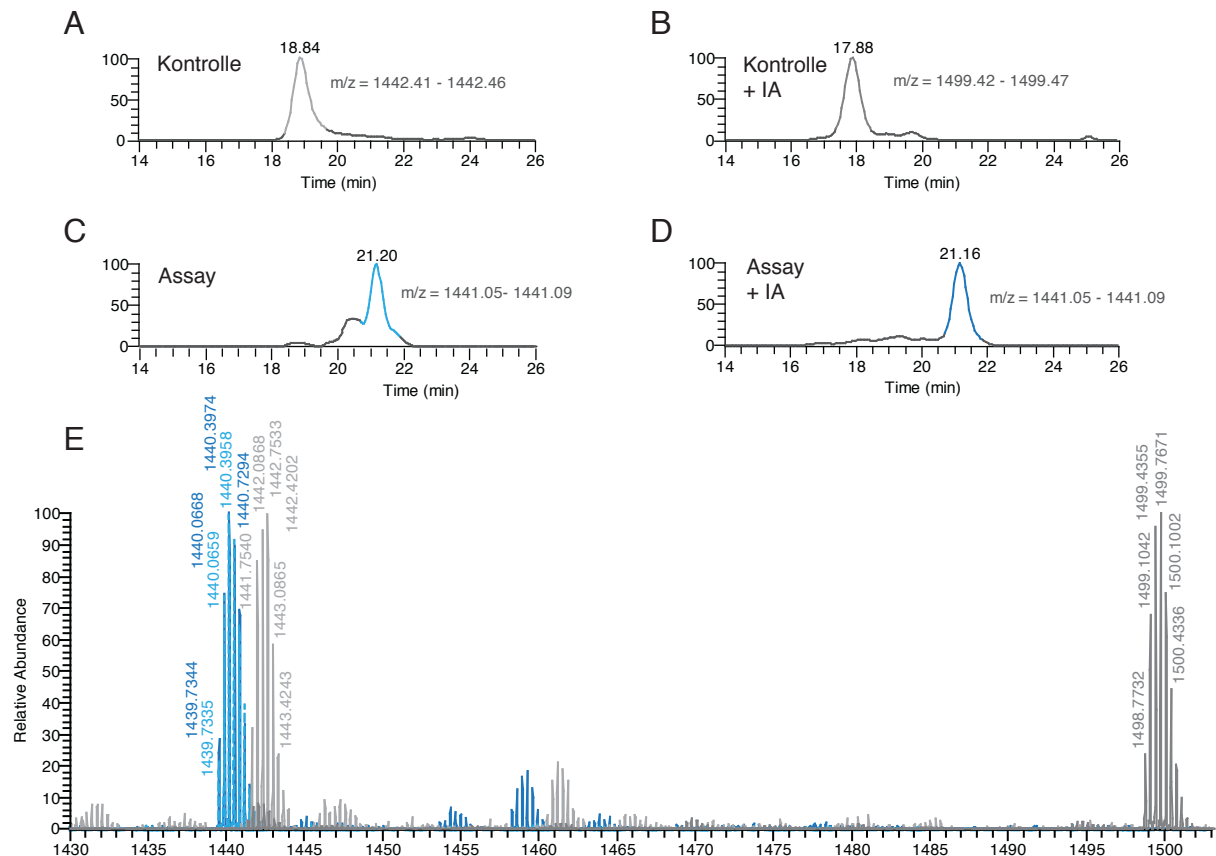 A
18.84
Kontrolle
m/z = 1442.41 - 1442.46
100
50
0
14 16 18 20 22 24 26
Time (min)
B
17.88
Kontrolle
+ IA
m/z = 1499.42 - 1499.47
100
50
0
14 16 18 20 22 24 26
Time (min)
C
21.20
Assay
m/z = 1441.05- 1441.09
100
50
0
14 16 18 20 22 24 26
Time (min)
D
21.16
Assay
+ IA
m/z = 1441.05 - 1441.09
100
50
0
14 16 18 20 22 24 26
Time (min)
E
Relative Abundance
100
90
80
70
60
50
40
30
20
10
0
1439.7344
1439.7335
1440.0668
1440.0659
1440.3974
1440.3958
1440.7294
1441.7540
1442.0868
1442.7533
1442.4202
1443.0865
1443.4243
1498.7732
1499.1042
1499.4355
1499.7671
1500.1002
1500.4336
1430 1435 1440 1445 1450 1455 1460 1465 1470 1475 1480 1485 1490 1495 1500